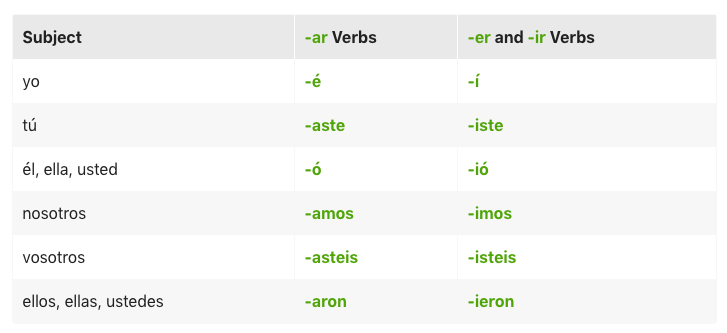 Subject -ar Verbs -er and -ir Verbs
yo -é -í
tú -aste -iste
él, ella, usted -ó -ió
nosotros -amos -imos
vosotros -asteis -isteis
ellos, ellas, ustedes -aron -ieron